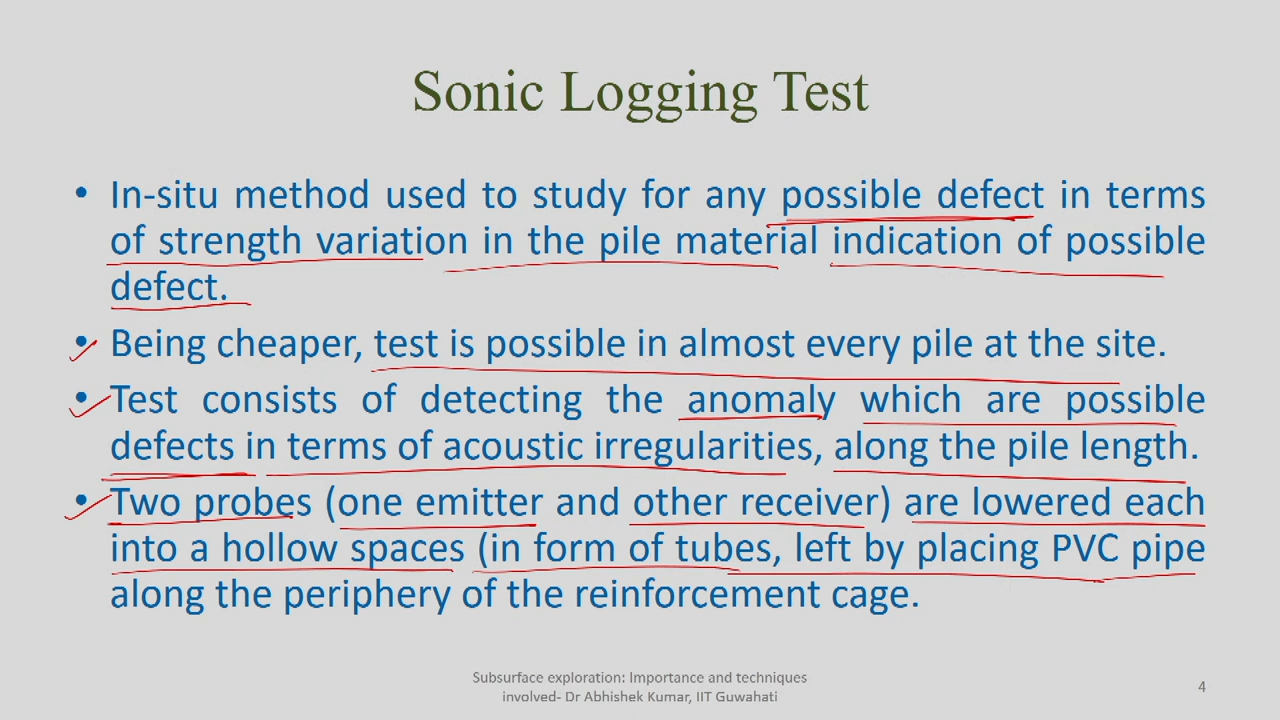 Sonic Logging Test
• In-situ method used to study for any possible defect in terms
of strength variation in the pile material indication of possible
defect.
• Being cheaper, test is possible in almost every pile at the site.
• Test consists of detecting the anomaly which are possible
defects in terms of acoustic irregularities, along the pile length.
• Two probes (one emitter and other receiver) are lowered each
into a hollow spaces (in form of tubes, left by placing PVC pipe
along the periphery of the reinforcement cage.
Subsurface exploration: Importance and techniques
involved- Dr Abhishek Kumar, IIT Guwahati
4